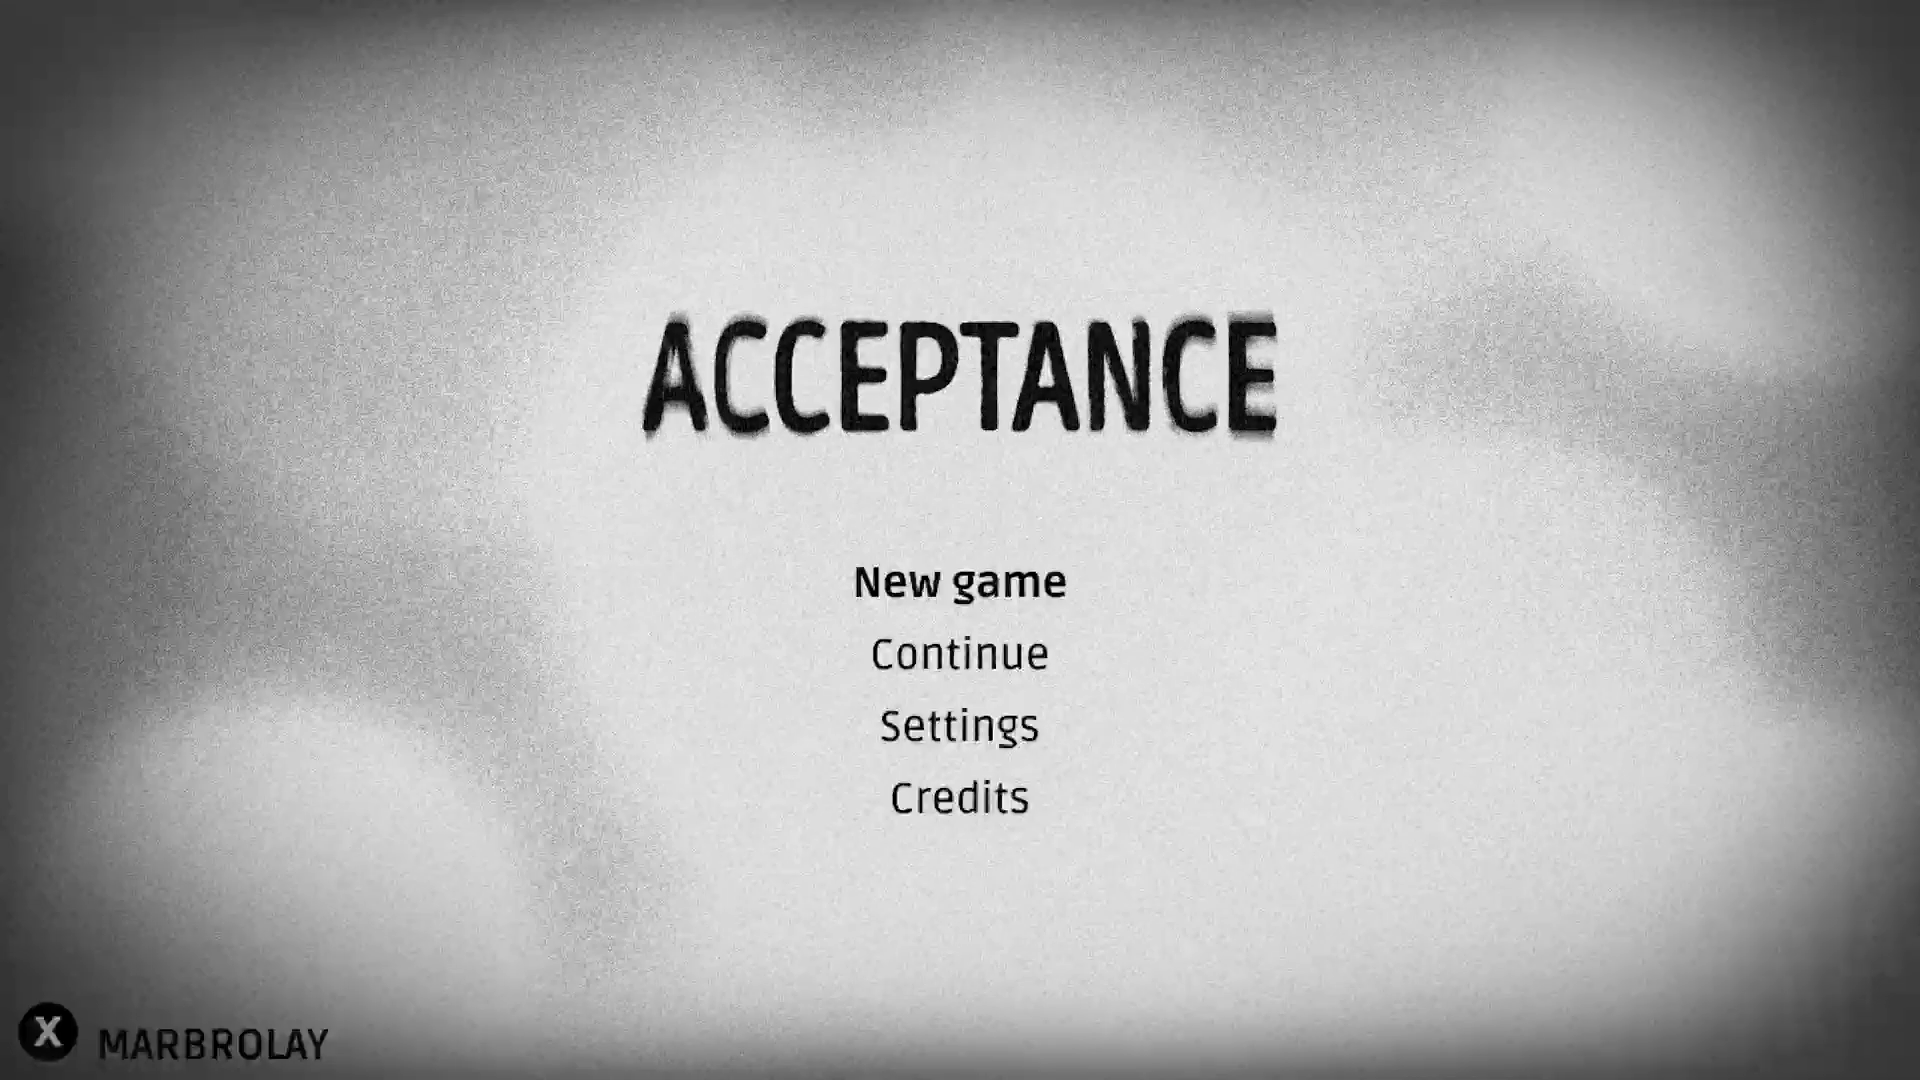 ACCEPTANCE
New game
Continue
Settings
Credits
X MARBROLAY